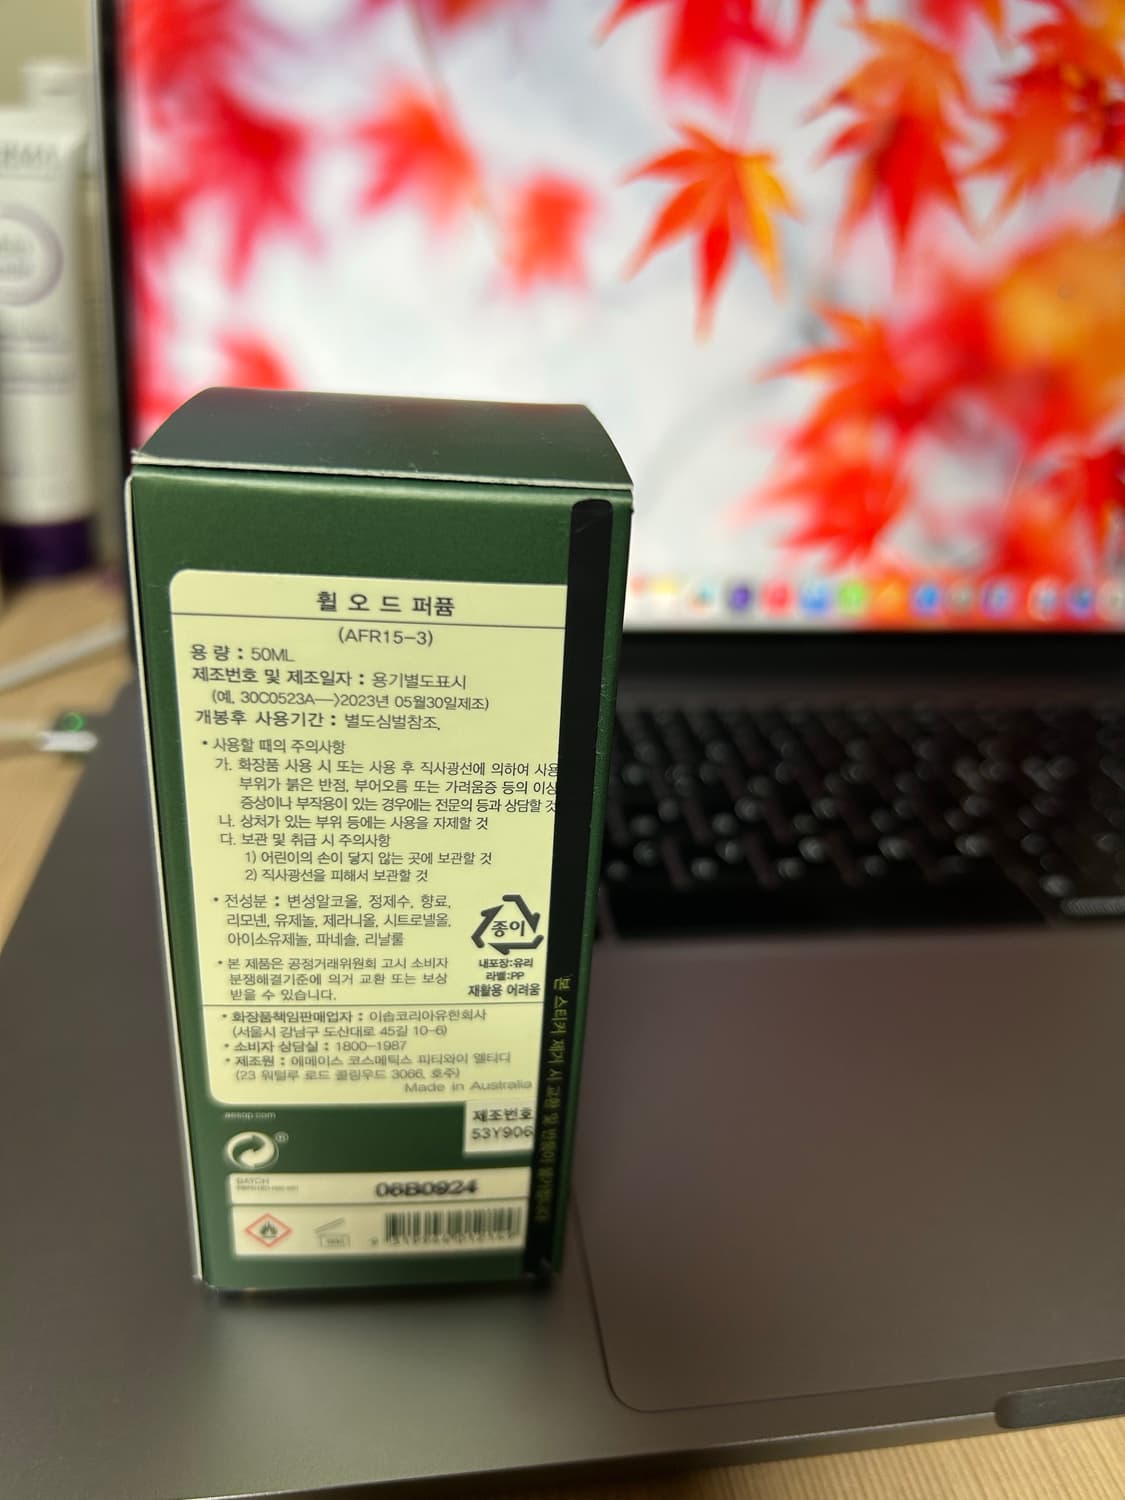 휠 오 드 퍼퓸
(AFR15-3)
용 량 : 50ML
제조번호 및 제조일자 : 용기별도표시
(예. 30C0523A—>2023년 05월30일제조)
개봉후 사용기간 : 별도심벌참조.
• 사용할 때의 주의사항
가. 화장품 사용 시 또는 사용 후 직사광선에 의하여 사용
부위가 붉은 반점, 부어오름 또는 가려움증 등의 이상
증상이나 부작용이 있는 경우에는 전문의 등과 상담할 것
나. 상처가 있는 부위 등에는 사용을 자제할 것
다. 보관 및 취급 시 주의사항
1) 어린이의 손이 닿지 않는 곳에 보관할 것
2) 직사광선을 피해서 보관할 것
• 전성분 : 변성알코올, 정제수, 향료,
리모넨, 유제놀, 제라니올, 시트로넬올,
아이소유제놀, 파네솔, 리날룰
종이
내포장:유리
라벨:PP
재활용 어려움
• 본 제품은 공정거래위원회 고시 소비자
분쟁해결기준에 의거 교환 또는 보상
받을 수 있습니다.
• 화장품책임판매업자 : 이솝코리아유한회사
(서울시 강남구 도산대로 45길 10-6)
• 소비자 상담실 : 1800-1987
• 제조원 : 에메이스 코스메틱스 피티와이 엘티디
(23 워털루 로드 콜링우드 3066, 호주)
Made in Australia
본 스티커 제거 시 교환 및 반품이 불가합니다
aesop.com
제조번호
53Y906
BATCH
06B0924